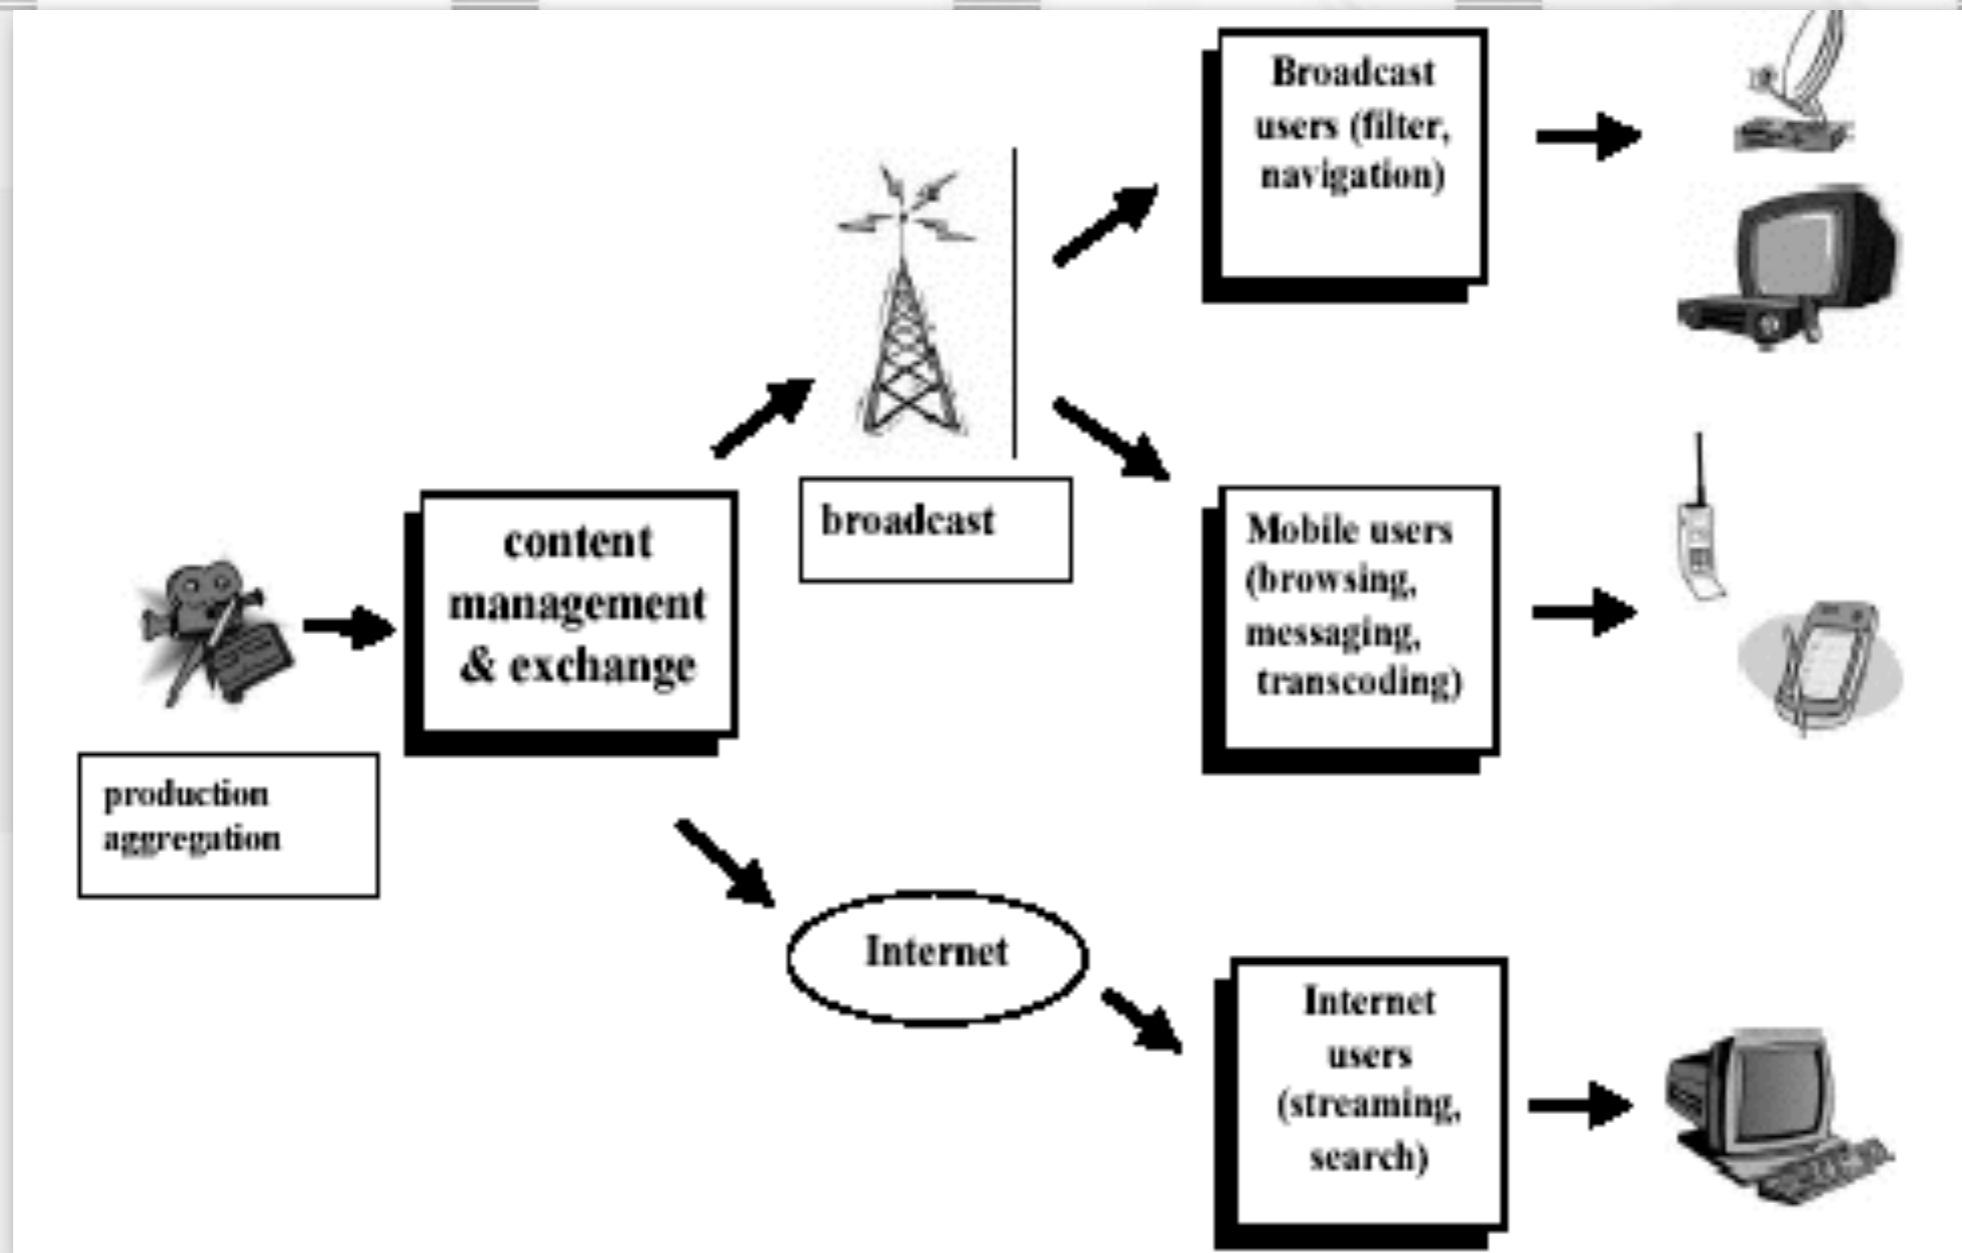 production
aggregation
content
management
& exchange
broadcast
Internet
Broadcast
users (filter,
navigation)
Mobile users
(browsing,
messaging,
transcoding)
Internet
users
(streaming,
search)